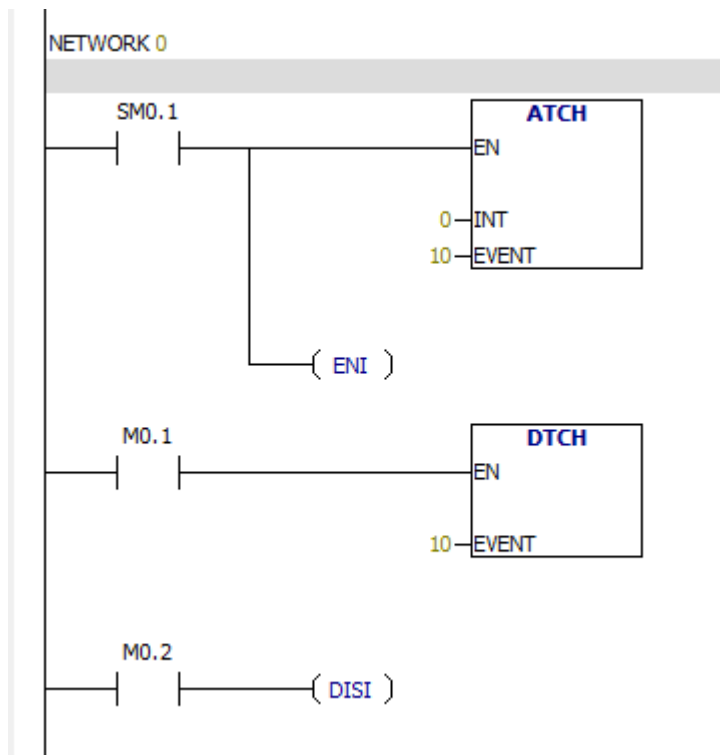 NETWORK 0
SM0.1
ATCH
EN
0 INT
10 EVENT
( ENI )
M0.1
DTCH
EN
10 EVENT
M0.2
( DISI )